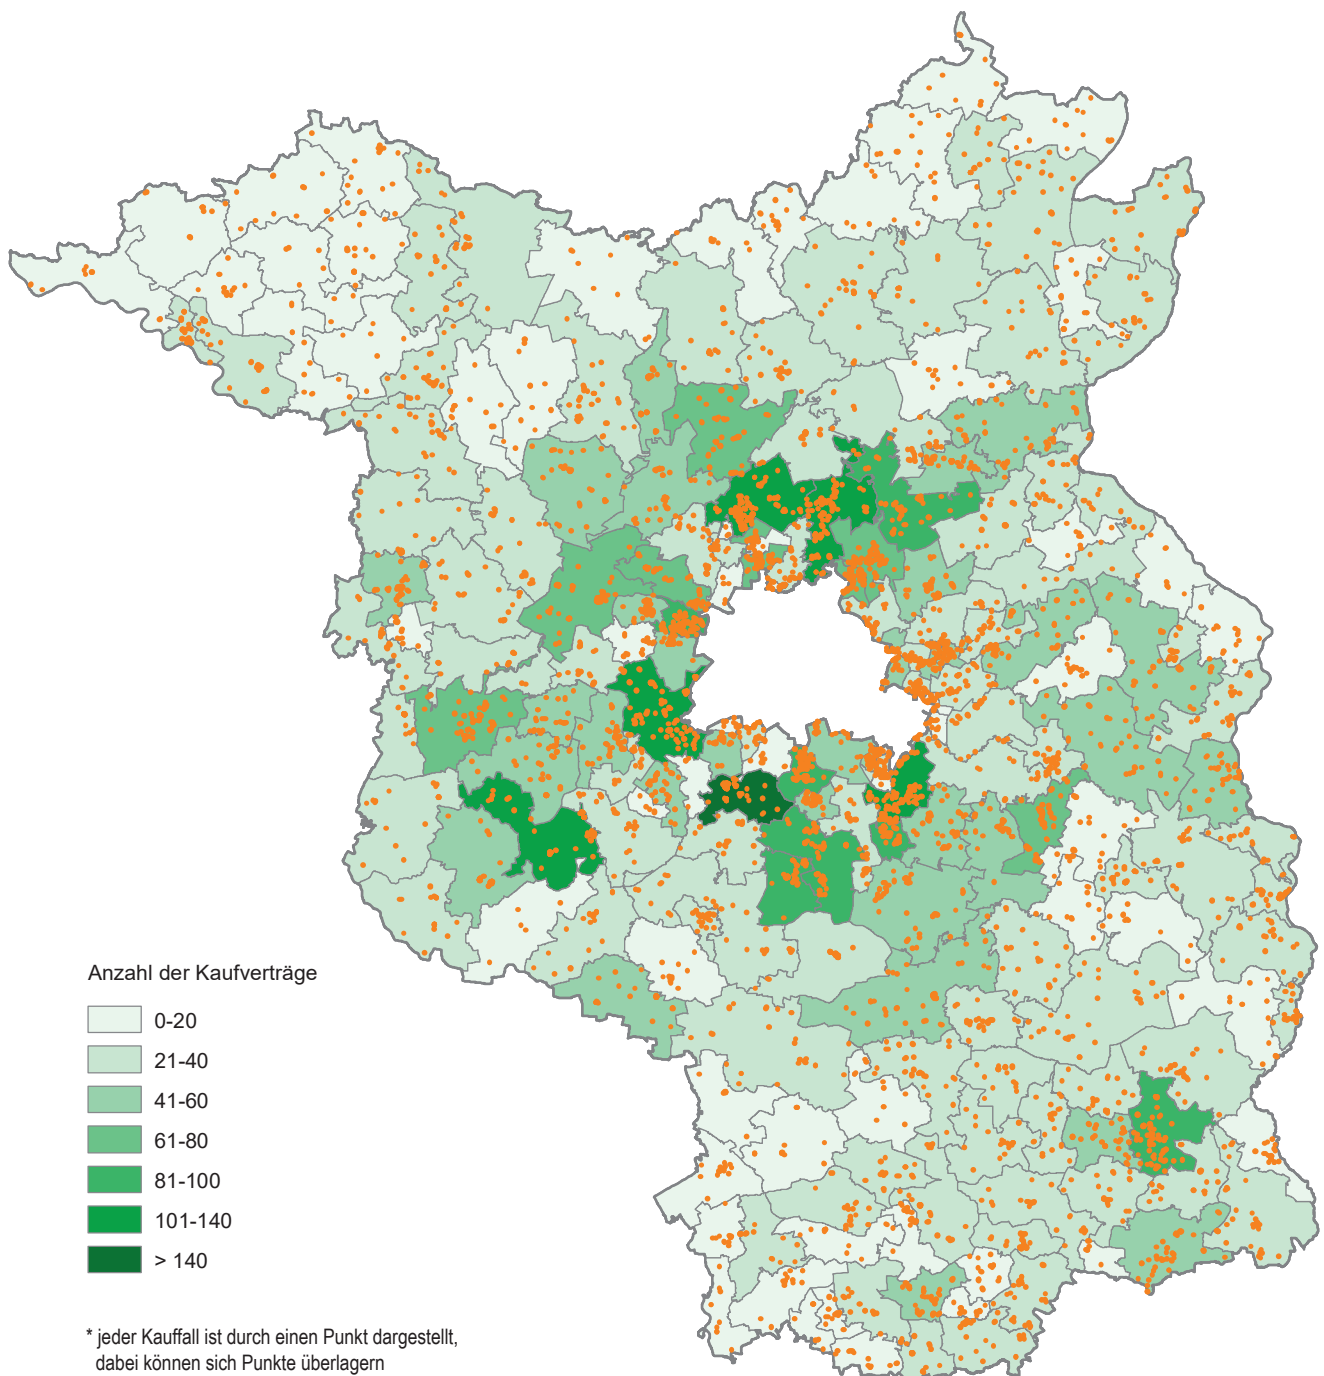 Anzahl der Kaufverträge
0-20
21-40
41-60
61-80
81-100
101-140
> 140
* jeder Kauffall ist durch einen Punkt dargestellt,
dabei können sich Punkte überlagern